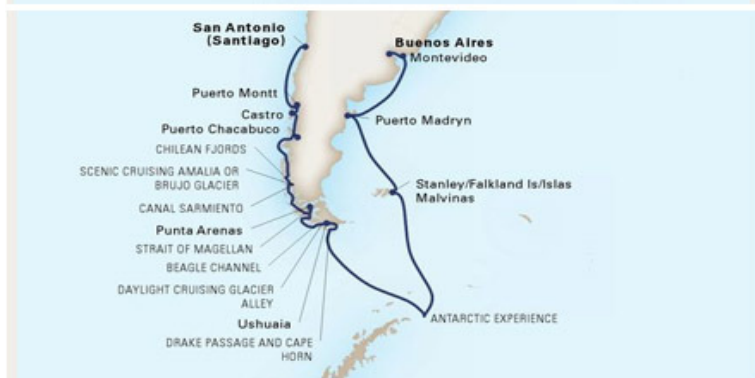 San Antonio
(Santiago)
Buenos Aires
Montevideo
Puerto Montt
Castro
Puerto Madryn
Puerto Chacabuco
CHILEAN FJORDS
SCENIC CRUISING AMALIA OR
BRUJO GLACIER
Stanley/Falkland Is/Islas
Malvinas
CANAL SARMIENTO
Punta Arenas
STRAIT OF MAGELLAN
BEAGLE CHANNEL
DAYLIGHT CRUISING GLACIER
ALLEY
ANTARCTIC EXPERIENCE
Ushuaia
DRAKE PASSAGE AND CAPE
HORN